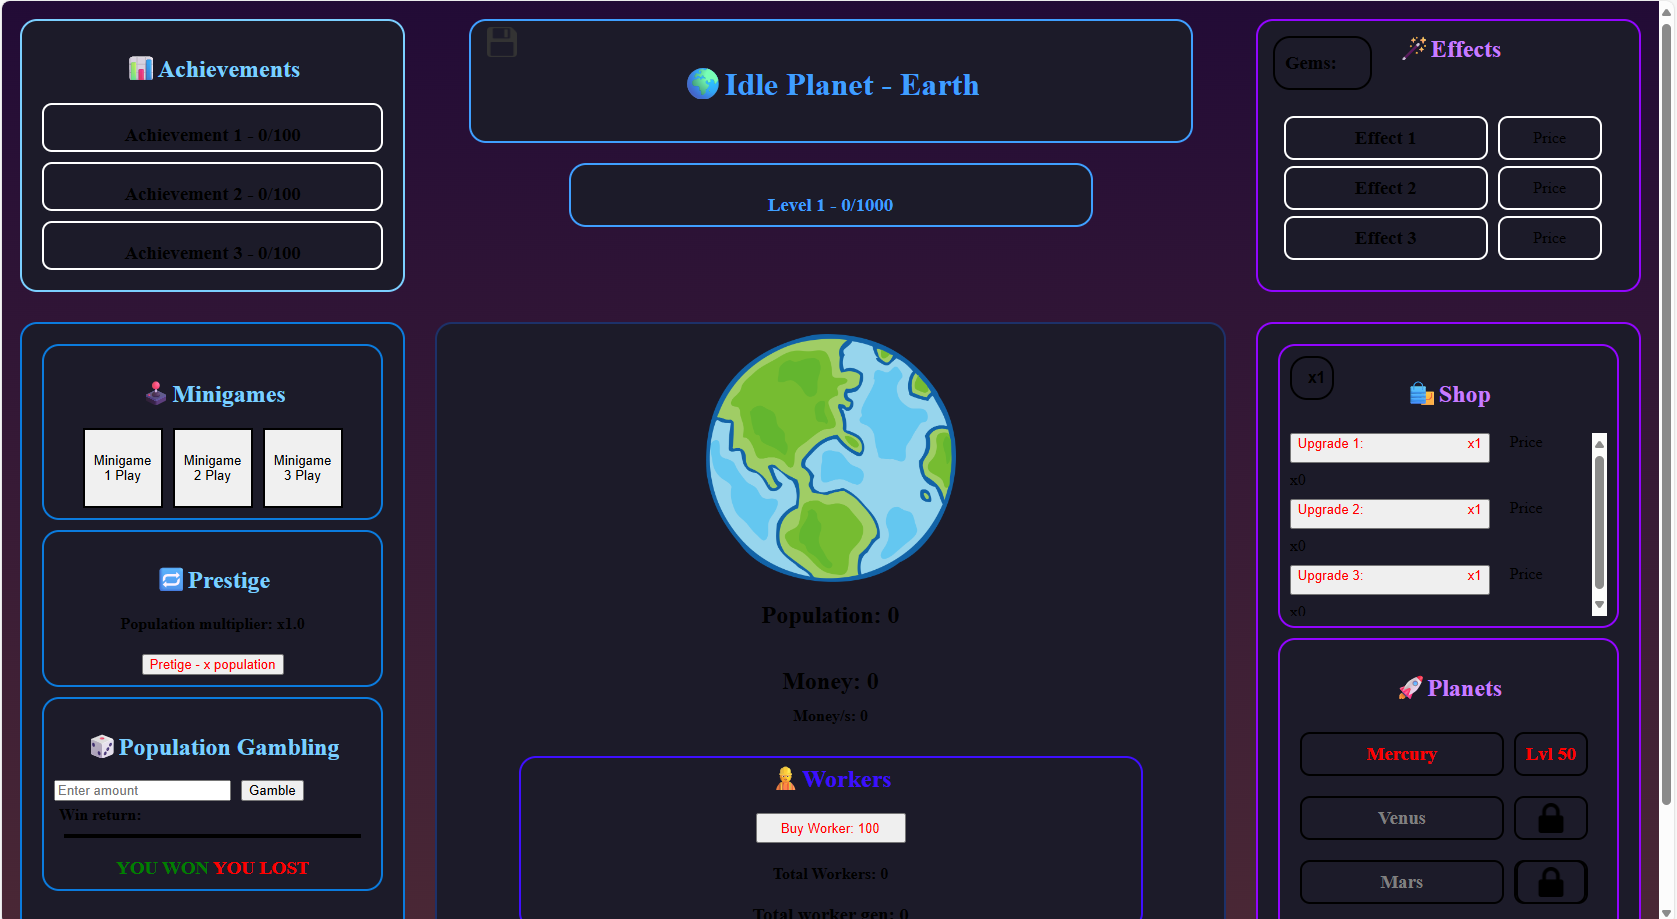 Achievements
Achievement 1 - 0/100
Achievement 2 - 0/100
Achievement 3 - 0/100
Idle Planet - Earth
Level 1 - 0/1000
Gems:
Effects
Effect 1 Price
Effect 2 Price
Effect 3 Price
Minigames
Minigame 1 Play
Minigame 2 Play
Minigame 3 Play
Prestige
Population multiplier: x1.0
Pretige - x population
Population Gambling
Enter amount Gamble
Win return:
YOU WON YOU LOST
Population: 0
Money: 0
Money/s: 0
Workers
Buy Worker: 100
Total Workers: 0
Total worker gen: 0
x1
Shop
Upgrade 1: x1 Price
x0
Upgrade 2: x1 Price
x0
Upgrade 3: x1 Price
x0
Planets
Mercury Lvl 50
Venus
Mars